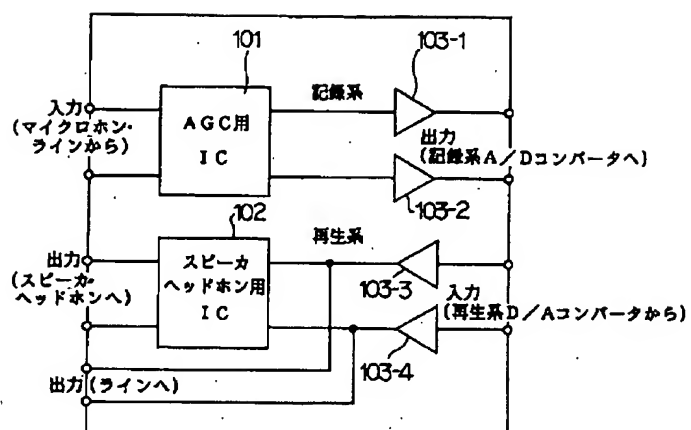 101
103-1
入力
(マイクロホン・
ラインから)
AGC用
IC
記録系
出力
(記録系A/Dコンバータへ)
103-2
102
再生系
出力
(スピーカ・
ヘッドホンへ)
スピーカ
ヘッドホン用
IC
103-3
入力
(再生系D/Aコンバータから)
103-4
出力(ラインへ)